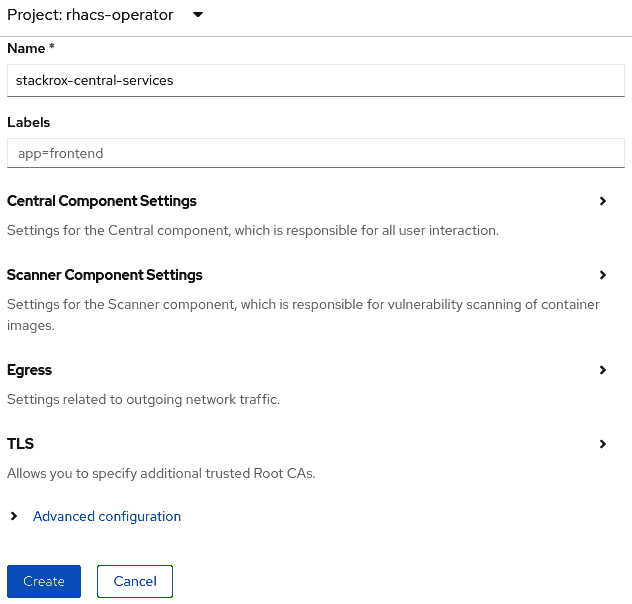 Project: rhacs-operator
Name *
stackrox-central-services
Labels
app=frontend
Central Component Settings
Settings for the Central component, which is responsible for all user interaction.
Scanner Component Settings
Settings for the Scanner component, which is responsible for vulnerability scanning of container
images.
Egress
Settings related to outgoing network traffic.
TLS
Allows you to specify additional trusted Root CAs.
Advanced configuration
Create Cancel